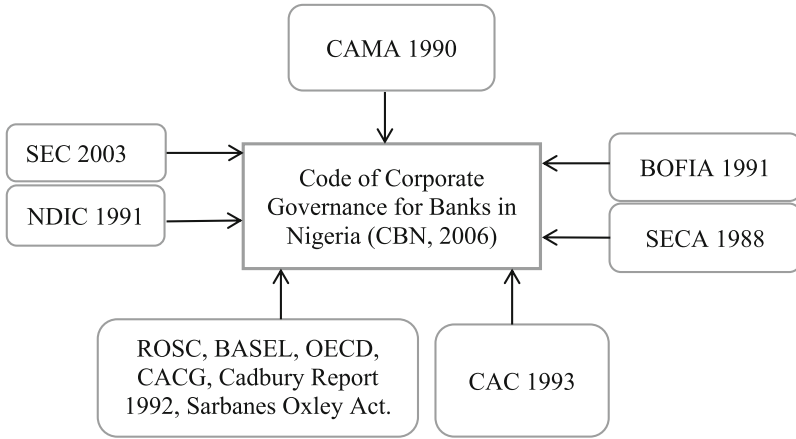 CAMA 1990
SEC 2003
NDIC 1991
Code of Corporate
Governance for Banks in
Nigeria (CBN, 2006)
BOFIA 1991
SECA 1988
ROSC, BASEL, OECD,
CACG, Cadbury Report
1992, Sarbanes Oxley Act.
CAC 1993